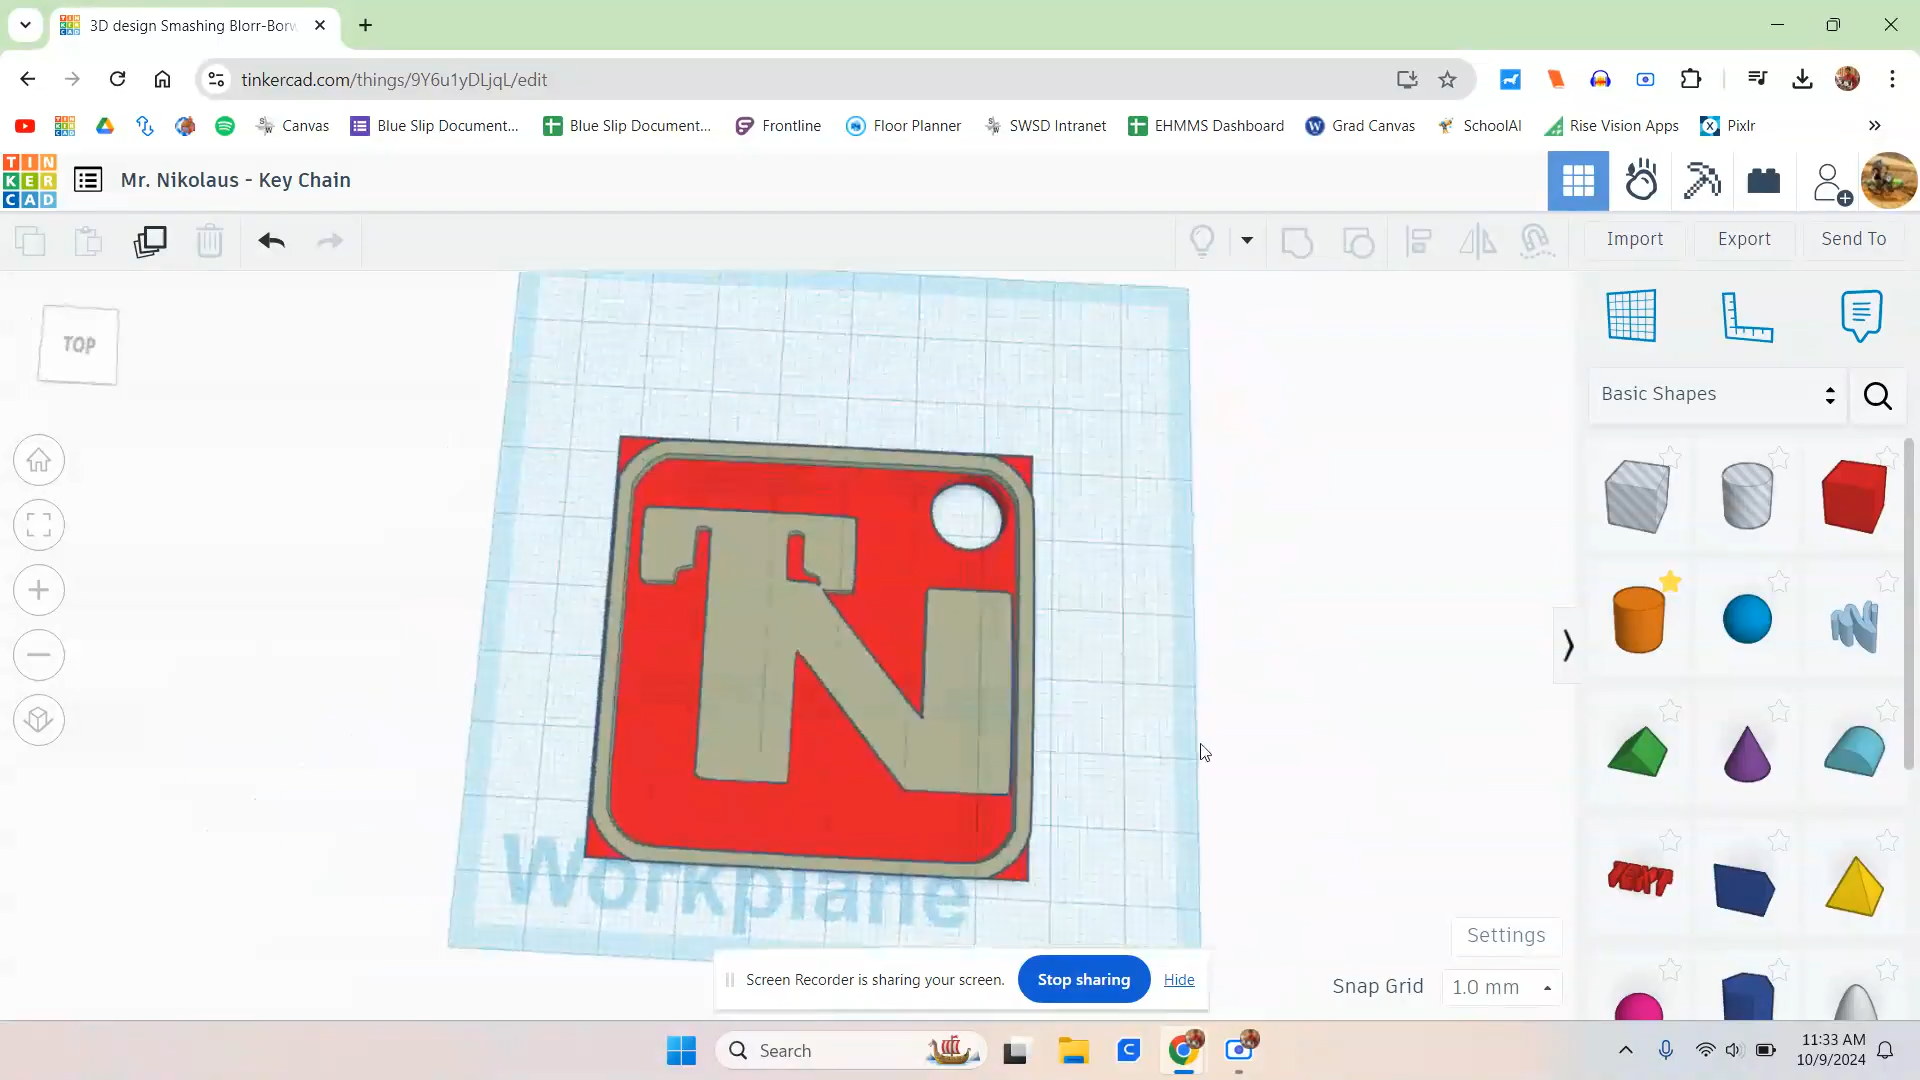 3D design Smashing Blorr-Borw
tinkercad.com/things/9Y6u1yDLjqL/edit
Canvas
Blue Slip Document...
Blue Slip Document...
Frontline
Floor Planner
SWSD Intranet
EHMMS Dashboard
Grad Canvas
SchoolAI
Rise Vision Apps
Pixlr
TIN
KER
CAD
Mr. Nikolaus - Key Chain
Import
Export
Send To
TOP
Basic Shapes
TN
Workplane
TEXT
Settings
Screen Recorder is sharing your screen.
Stop sharing
Hide
Snap Grid
1.0 mm
Search
11:33 AM
10/9/2024